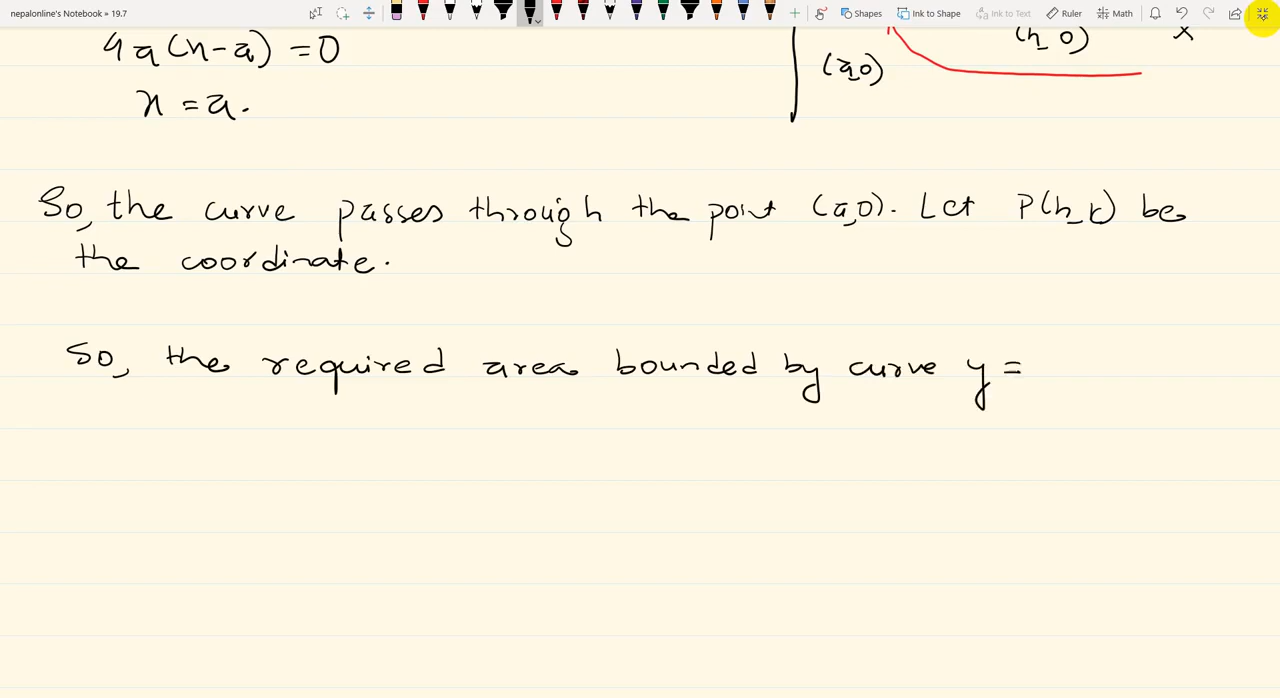 nepalonline's Notebook » 19.7
Shapes Ink to Shape Ink to Text Ruler Math
4a(x-a) = 0
(h, 0) x
(a,0)
x = a.
So, the curve passes through the point (a,0). Let P(h,k) be
the coordinate.
So, the required area bounded by curve y =